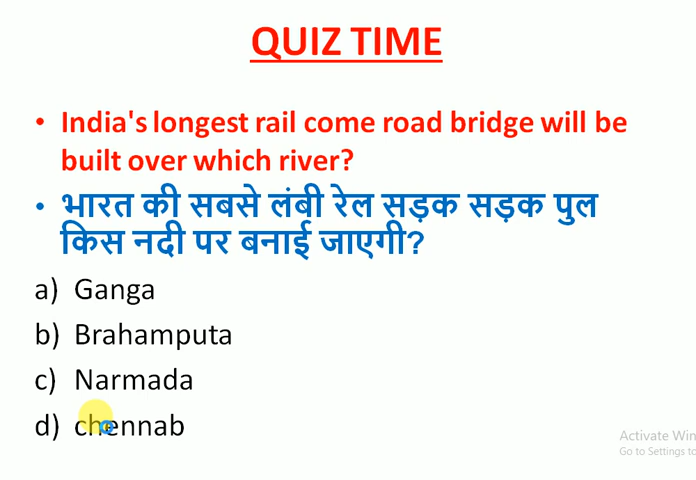 QUIZ TIME
• India's longest rail come road bridge will be
built over which river?
• भारत की सबसे लंबी रेल सड़क सड़क पुल
किस नदी पर बनाई जाएगी?
a) Ganga
b) Brahamputa
c) Narmada
d) chennab
Activate Win
Go to Settings to